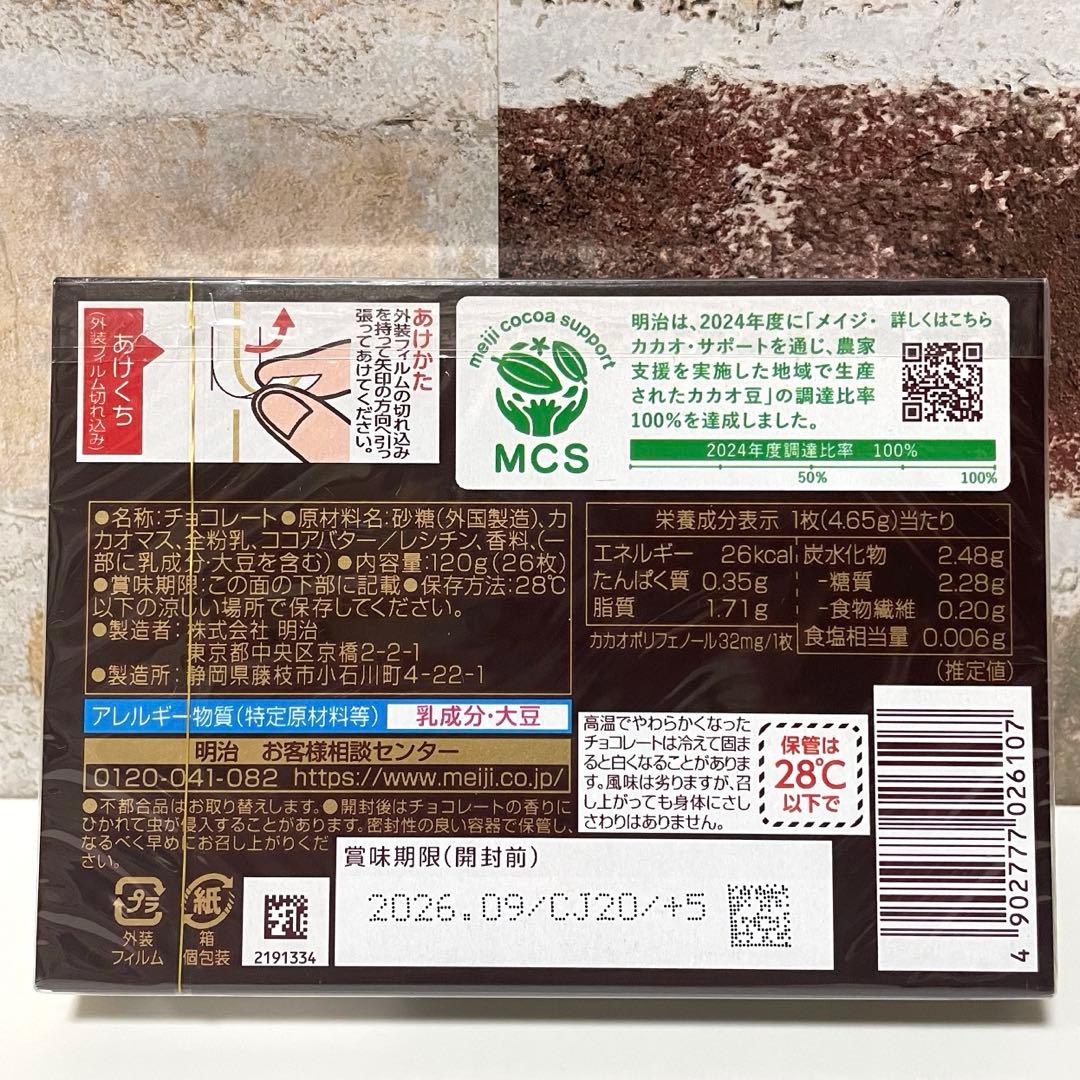 あけくち
(外装フィルム切れ込み)
あけかた
外装フィルムの切れ込み
を持って矢印の方向へ引っ
張ってあけてください。
meiji cocoa support
MCS
明治は、2024年度に「メイジ・
カカオ・サポートを通じ、農家
支援を実施した地域で生産
されたカカオ豆」の調達比率
100%を達成しました。
詳しくはこちら
2024年度調達比率 100%
50% 100%
●名称:チョコレート●原材料名:砂糖(外国製造)、カ
カオマス、全粉乳、ココアバター/レシチン、香料、(一
部に乳成分・大豆を含む)●内容量:120g(26枚)
●賞味期限:この面の下部に記載●保存方法:28℃
以下の涼しい場所で保存してください。
●製造者:株式会社 明治
東京都中央区京橋2-2-1
●製造所:静岡県藤枝市小石川町4-22-1
栄養成分表示 1枚(4.65g)当たり
エネルギー 26kcal
たんぱく質 0.35g
脂質 1.71g
カカオポリフェノール32mg/1枚
炭水化物 2.48g
-糖質 2.28g
-食物繊維 0.20g
食塩相当量 0.006g
(推定値)
アレルギー物質(特定原材料等) 乳成分・大豆
明治 お客様相談センター
0120-041-082 https://www.meiji.co.jp/
●不都合品はお取り替えします。●開封後はチョコレートの香りに
ひかれて虫が侵入することがあります。密封性の良い容器で保管し、
なるべく早めにお召し上がりくだ
さい。
高温でやわらかくなった
チョコレートは冷えて固ま
ると白くなることがありま
す。風味は劣りますが、召
し上がっても身体にさし
さわりはありません。
保管は
28℃
以下で
プラ
外装
フィルム
紙
箱
個包装
2191334
賞味期限(開封前)
2026.09/CJ20/+5
4 902777 026107